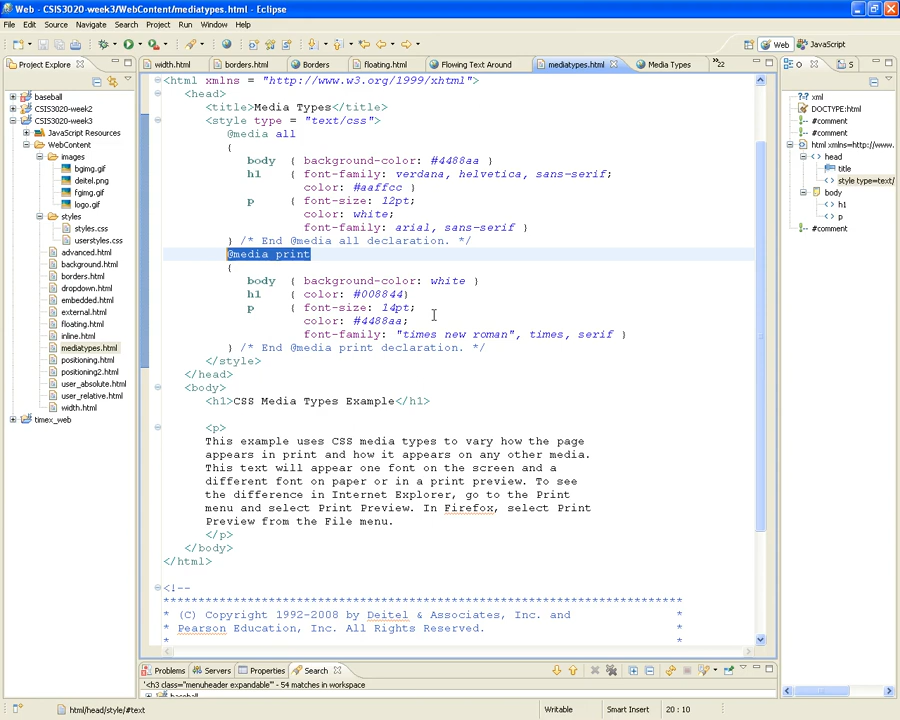 Web - CSIS3020-week3/WebContent/mediatypes.html - Eclipse
File Edit Source Navigate Search Project Run Window Help
Web JavaScript
Project Explorer
width.html borders.html Borders floating.html Flowing Text Around mediatypes.html Media Types »22
O S
baseball
CSIS3020-week2
CSIS3020-week3
JavaScript Resources
WebContent
images
bgimg.gif
deitel.png
fgimg.gif
logo.gif
styles
styles.css
userstyles.css
advanced.html
background.html
borders.html
dropdown.html
embedded.html
external.html
floating.html
inline.html
mediatypes.html
positioning.html
positioning2.html
user_absolute.html
user_relative.html
width.html
timex_web
<html xmlns = "http://www.w3.org/1999/xhtml">
<head>
<title>Media Types</title>
<style type = "text/css">
@media all
{
body { background-color: #4488aa }
h1 { font-family: verdana, helvetica, sans-serif;
color: #aaffcc }
p { font-size: 12pt;
color: white;
font-family: arial, sans-serif }
} /* End @media all declaration. */
@media print
{
body { background-color: white }
h1 { color: #008844}
p { font-size: 14pt;
color: #4488aa;
font-family: "times new roman", times, serif }
} /* End @media print declaration. */
</style>
</head>
<body>
<h1>CSS Media Types Example</h1>
<p>
This example uses CSS media types to vary how the page
appears in print and how it appears on any other media.
This text will appear one font on the screen and a
different font on paper or in a print preview. To see
the difference in Internet Explorer, go to the Print
menu and select Print Preview. In Firefox, select Print
Preview from the File menu.
</p>
</body>
</html>
<!--
**************************************************************************
* (C) Copyright 1992-2008 by Deitel & Associates, Inc. and *
* Pearson Education, Inc. All Rights Reserved. *
* *
xml
DOCTYPE:html
#comment
#comment
html xmlns=http://www.
head
title
style type=text/
body
h1
p
#comment
Problems Servers Properties Search
'<h3 class="menuheader expandable"' - 54 matches in workspace
baseball
html/head/style/#text
Writable Smart Insert 20 : 10